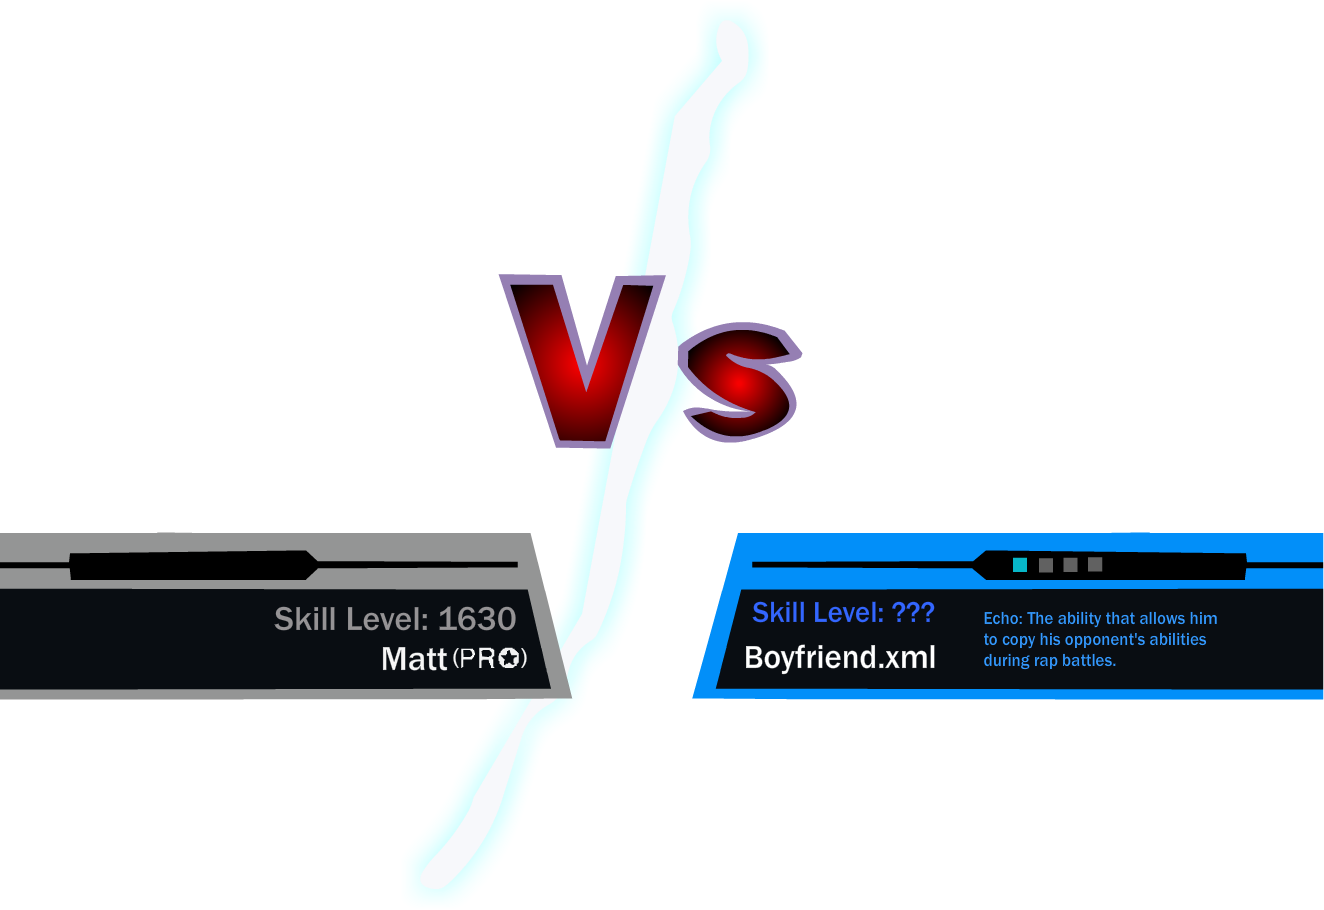 Vs
Skill Level: 1630
Matt (PR✪)
Skill Level: ???
Boyfriend.xml
Echo: The ability that allows him
to copy his opponent's abilities
during rap battles.